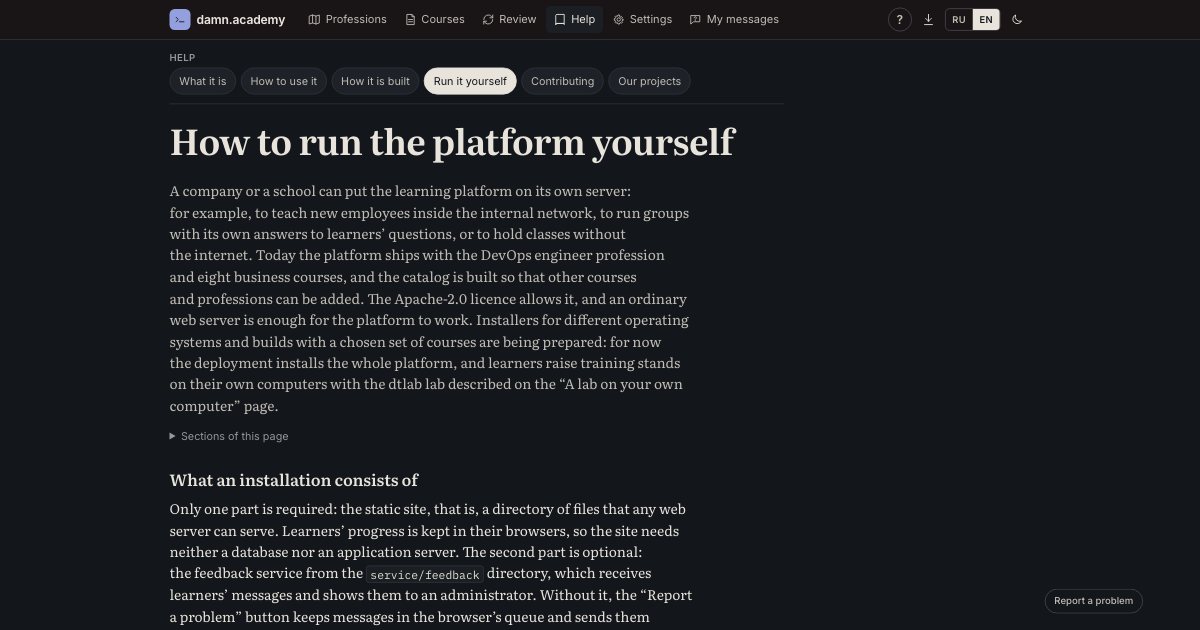 damn.academy Professions Courses Review Help Settings My messages ? RU EN
HELP
What it is How to use it How it is built Run it yourself Contributing Our projects
How to run the platform yourself
A company or a school can put the learning platform on its own server:
for example, to teach new employees inside the internal network, to run groups
with its own answers to learners’ questions, or to hold classes without
the internet. Today the platform ships with the DevOps engineer profession
and eight business courses, and the catalog is built so that other courses
and professions can be added. The Apache-2.0 licence allows it, and an ordinary
web server is enough for the platform to work. Installers for different operating
systems and builds with a chosen set of courses are being prepared: for now
the deployment installs the whole platform, and learners raise training stands
on their own computers with the dtlab lab described on the “A lab on your own
computer” page.
Sections of this page
What an installation consists of
Only one part is required: the static site, that is, a directory of files that any web
server can serve. Learners’ progress is kept in their browsers, so the site needs
neither a database nor an application server. The second part is optional:
the feedback service from the service/feedback directory, which receives
learners’ messages and shows them to an administrator. Without it, the “Report
a problem” button keeps messages in the browser’s queue and sends them
Report a problem